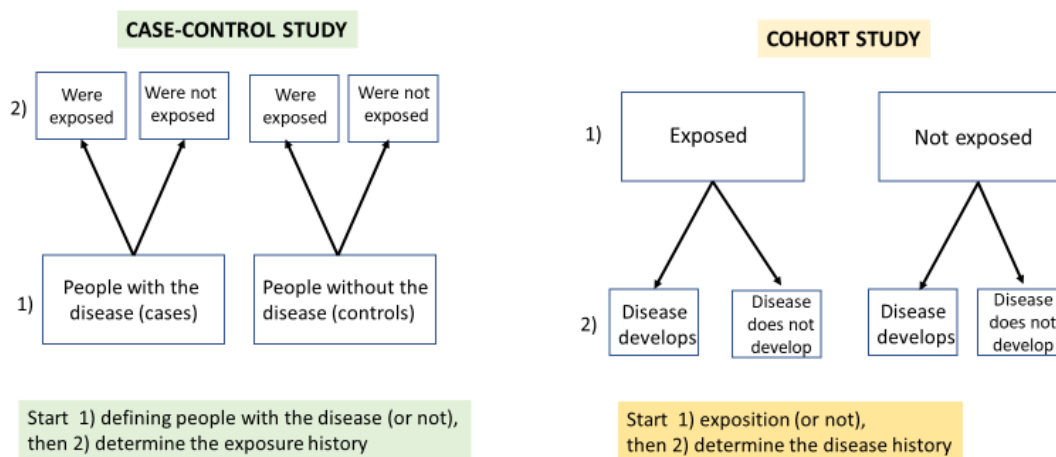 CASE-CONTROL STUDY
2)
Were
exposed
Were not
exposed
Were
exposed
Were not
exposed
1)
People with the
disease (cases)
People without the
disease (controls)
Start 1) defining people with the disease (or not),
then 2) determine the exposure history
COHORT STUDY
1)
Exposed
Not exposed
2)
Disease
develops
Disease
does not
develop
Disease
develops
Disease
does not
develop
Start 1) exposition (or not),
then 2) determine the disease history